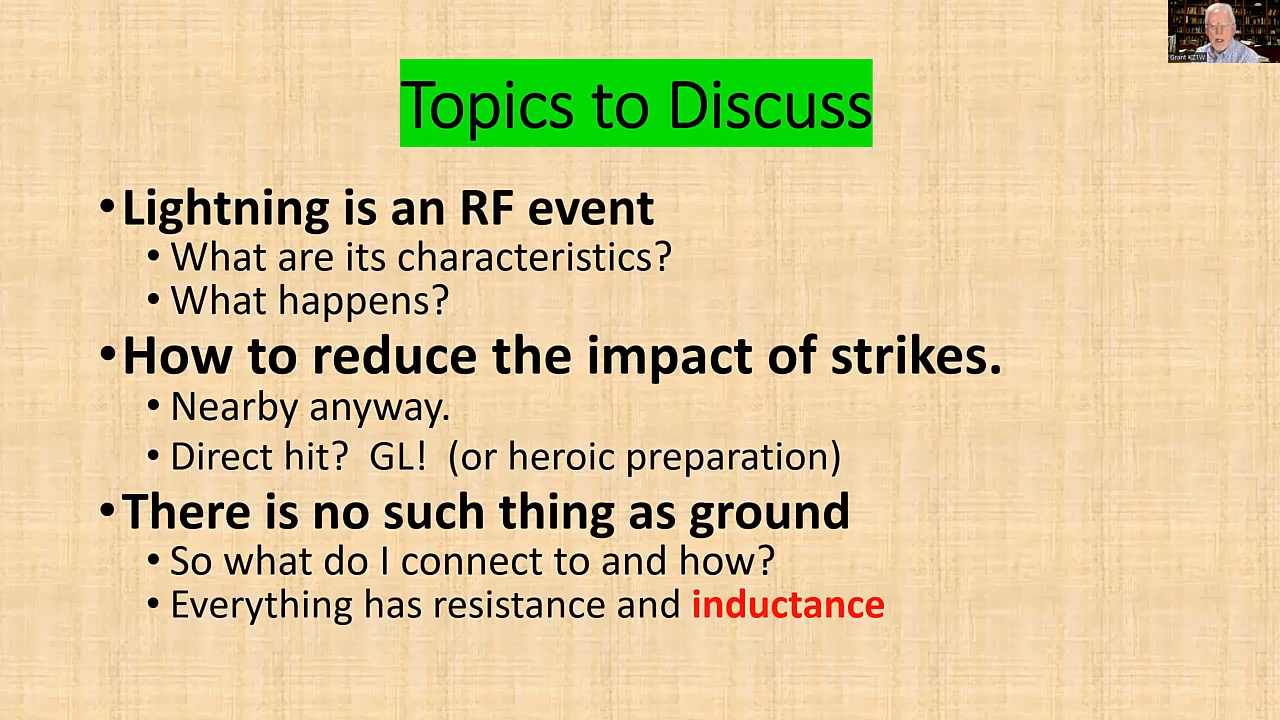 Grant KZ1W
Topics to Discuss
•Lightning is an RF event
• What are its characteristics?
• What happens?
•How to reduce the impact of strikes.
• Nearby anyway.
• Direct hit?  GL!  (or heroic preparation)
•There is no such thing as ground
• So what do I connect to and how?
• Everything has resistance and inductance